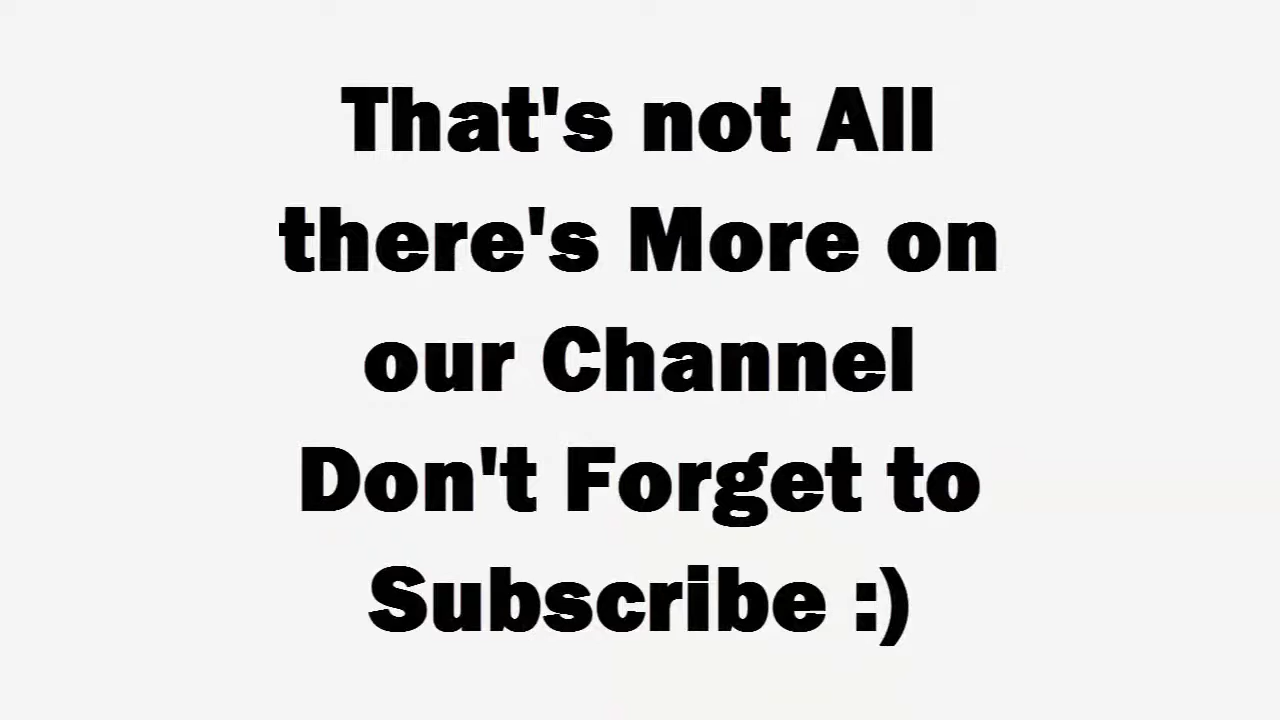 That's not All
there's More on
our Channel
Don't Forget to
Subscribe :)